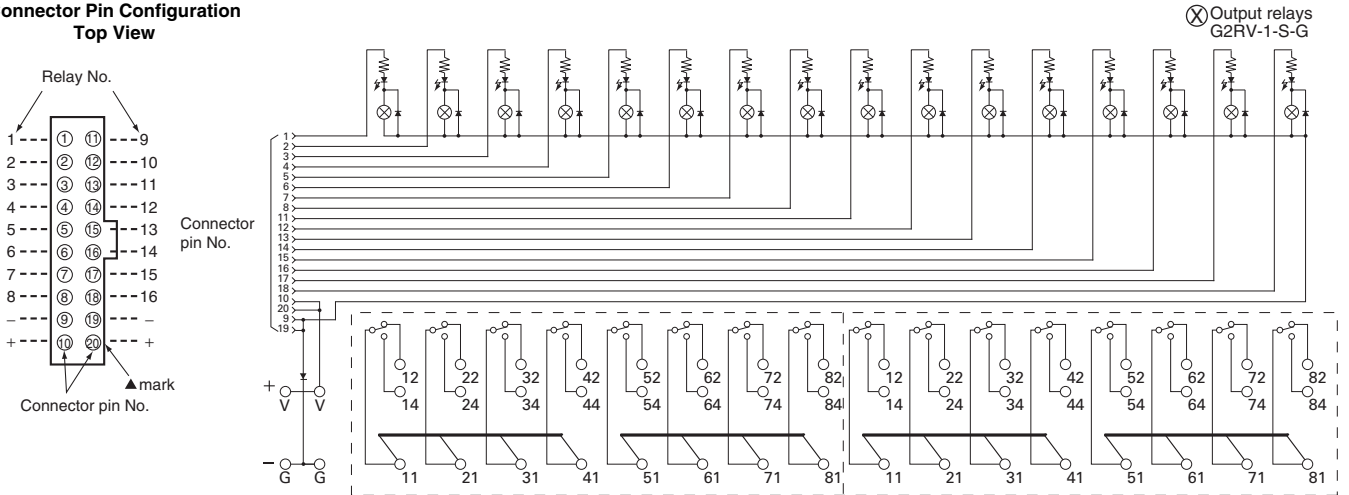 onnector Pin Configuration
Top View
Output relays
G2RV-1-S-G
Relay No.
1 1 11 9
2 2 12 10
3 3 13 11
4 4 14 12
5 5 15 13
6 6 16 14
7 7 17 15
8 8 18 16
– 9 19 –
+ 10 20 +
▲mark
Connector pin No.
Connector
pin No.
1
2
3
4
5
6
7
8
11
12
13
14
15
16
17
18
10
20
9
19
+ V V
– G G
12 22 32 42 52 62 72 82 12 22 32 42 52 62 72 82
14 24 34 44 54 64 74 84 14 24 34 44 54 64 74 84
11 21 31 41 51 61 71 81 11 21 31 41 51 61 71 81